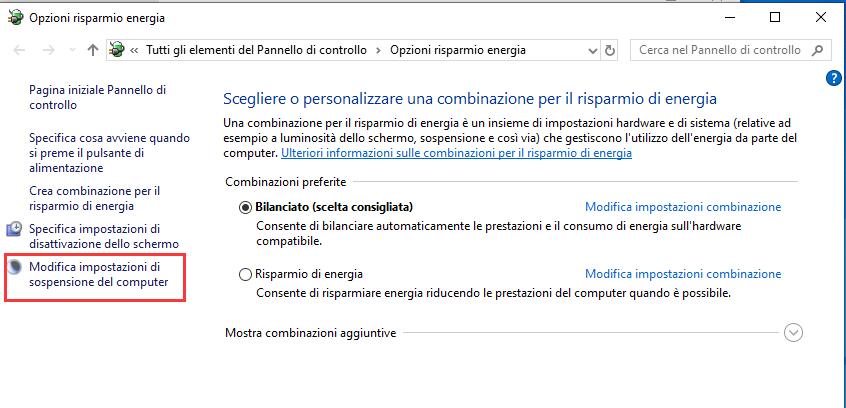 Opzioni risparmio energia
« Tutti gli elementi del Pannello di controllo > Opzioni risparmio energia
Cerca nel Pannello di controllo
?
Pagina iniziale Pannello di
controllo
Specifica cosa avviene quando
si preme il pulsante di
alimentazione
Crea combinazione per il
risparmio di energia
Specifica impostazioni di
disattivazione dello schermo
Modifica impostazioni di
sospensione del computer
Scegliere o personalizzare una combinazione per il risparmio di energia
Una combinazione per il risparmio di energia è un insieme di impostazioni hardware e di sistema (relative ad
esempio a luminosità dello schermo, sospensione e così via) che gestiscono l'utilizzo dell'energia da parte del
computer. Ulteriori informazioni sulle combinazioni per il risparmio di energia
Combinazioni preferite
Bilanciato (scelta consigliata) Modifica impostazioni combinazione
Consente di bilanciare automaticamente le prestazioni e il consumo di energia sull'hardware
compatibile.
Risparmio di energia Modifica impostazioni combinazione
Consente di risparmiare energia riducendo le prestazioni del computer quando è possibile.
Mostra combinazioni aggiuntive